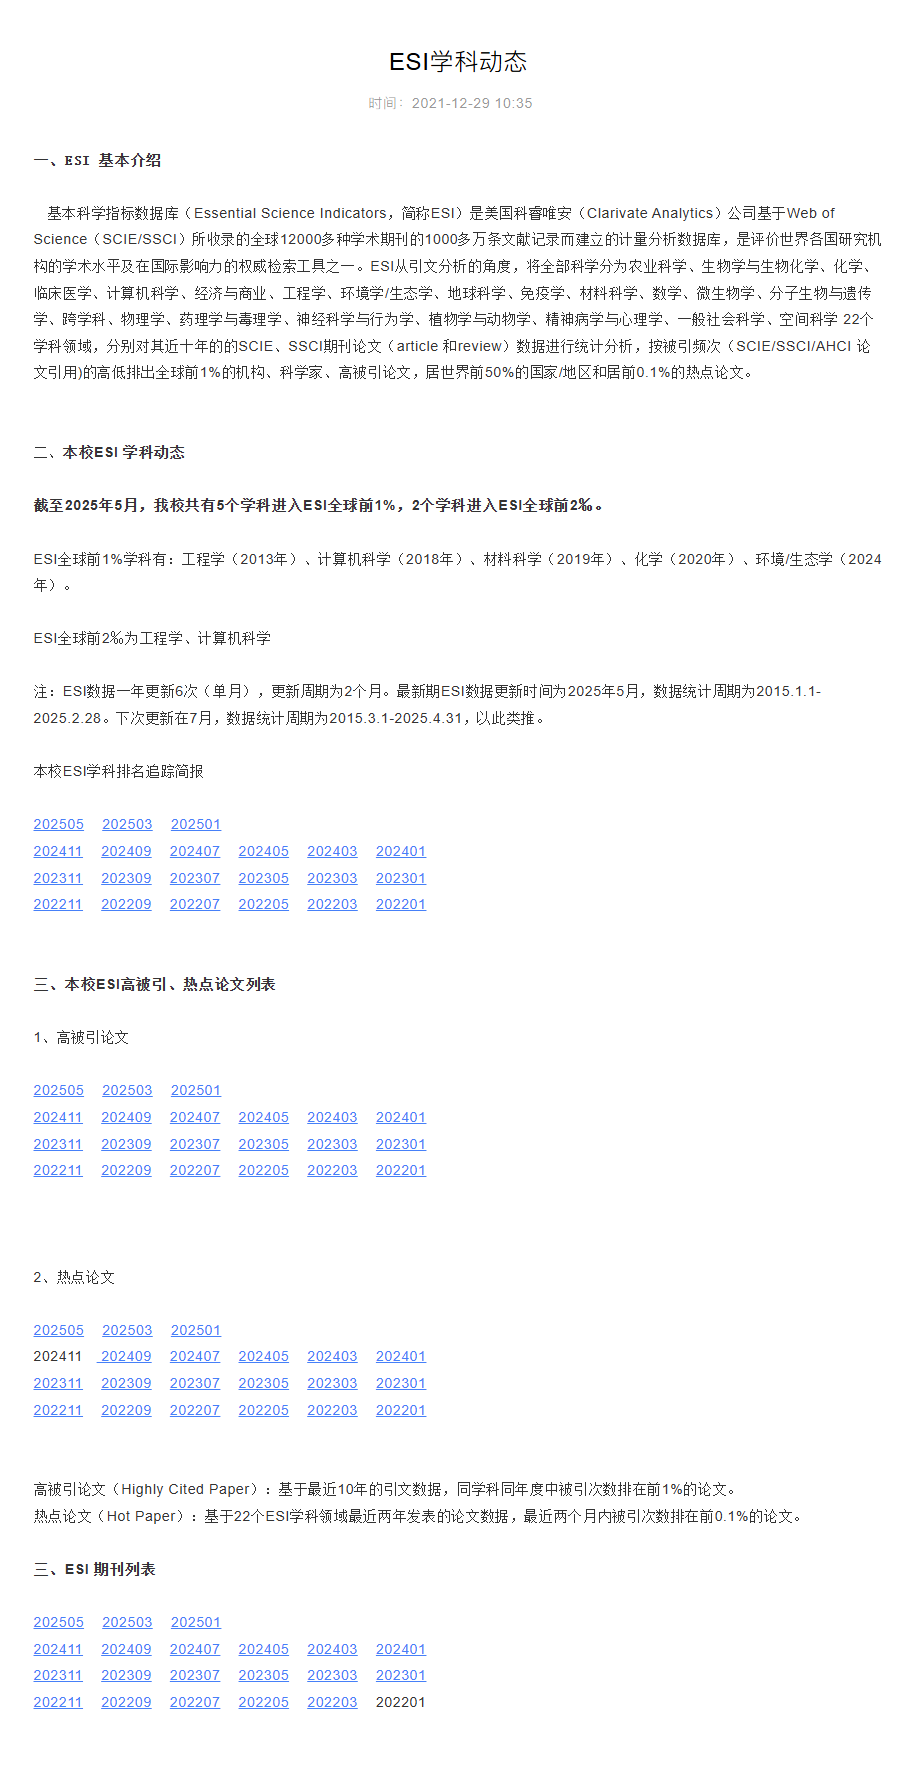 ESI学科动态
时间：2021-12-29 10:35
一、ESI 基本介绍
基本科学指标数据库（Essential Science Indicators，简称ESI）是美国科睿唯安（Clarivate Analytics）公司基于Web of
Science（SCIE/SSCI）所收录的全球12000多种学术期刊的1000多万条文献记录而建立的计量分析数据库，是评价世界各国研究机
构的学术水平及在国际影响力的权威检索工具之一。ESI从引文分析的角度，将全部科学分为农业科学、生物学与生物化学、化学、
临床医学、计算机科学、经济与商业、工程学、环境学/生态学、地球科学、免疫学、材料科学、数学、微生物学、分子生物与遗传
学、跨学科、物理学、药理学与毒理学、神经科学与行为学、植物学与动物学、精神病学与心理学、一般社会科学、空间科学 22个
学科领域，分别对其近十年的的SCIE、SSCI期刊论文（article 和review）数据进行统计分析，按被引频次（SCIE/SSCI/AHCI 论
文引用)的高低排出全球前1%的机构、科学家、高被引论文，居世界前50%的国家/地区和居前0.1%的热点论文。
二、本校ESI 学科动态
截至2025年5月，我校共有5个学科进入ESI全球前1%，2个学科进入ESI全球前2‰。
ESI全球前1%学科有：工程学（2013年）、计算机科学（2018年）、材料科学（2019年）、化学（2020年）、环境/生态学（2024
年）。
ESI全球前2‰为工程学、计算机科学
注：ESI数据一年更新6次（单月），更新周期为2个月。最新期ESI数据更新时间为2025年5月，数据统计周期为2015.1.1-
2025.2.28。下次更新在7月，数据统计周期为2015.3.1-2025.4.31，以此类推。
本校ESI学科排名追踪简报
202505 202503 202501
202411 202409 202407 202405 202403 202401
202311 202309 202307 202305 202303 202301
202211 202209 202207 202205 202203 202201
三、本校ESI高被引、热点论文列表
1、高被引论文
202505 202503 202501
202411 202409 202407 202405 202403 202401
202311 202309 202307 202305 202303 202301
202211 202209 202207 202205 202203 202201
2、热点论文
202505 202503 202501
202411 202409 202407 202405 202403 202401
202311 202309 202307 202305 202303 202301
202211 202209 202207 202205 202203 202201
高被引论文（Highly Cited Paper）：基于最近10年的引文数据，同学科同年度中被引次数排在前1%的论文。
热点论文（Hot Paper）：基于22个ESI学科领域最近两年发表的论文数据，最近两个月内被引次数排在前0.1%的论文。
三、ESI 期刊列表
202505 202503 202501
202411 202409 202407 202405 202403 202401
202311 202309 202307 202305 202303 202301
202211 202209 202207 202205 202203 202201